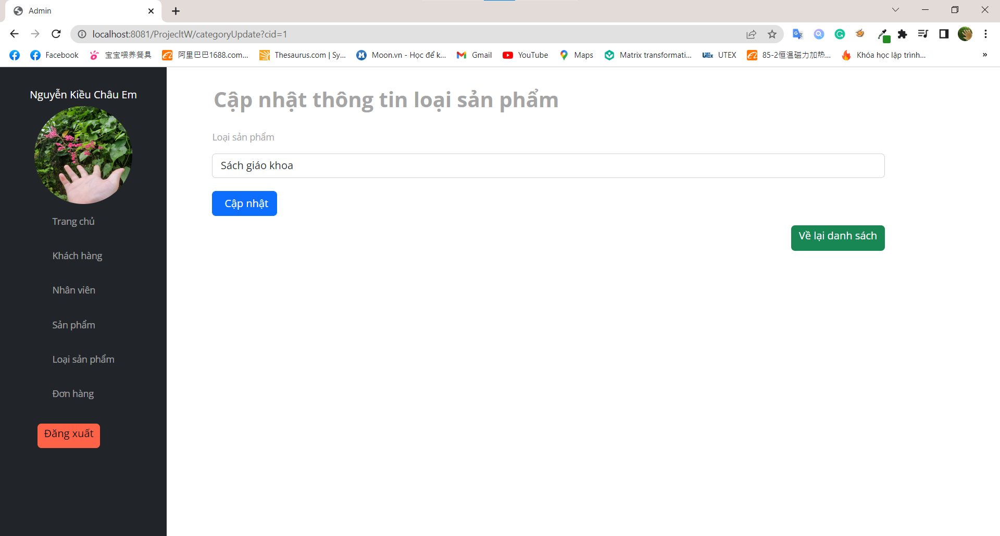 Admin
localhost:8081/ProjecltW/categoryUpdate?cid=1
Facebook
宝宝喂养餐具
阿里巴巴1688.com...
Thesaurus.com | Sy...
Moon.vn - Học để k...
Gmail
YouTube
Maps
Matrix transformati...
UTEX
85-2恒温磁力加热...
Khóa học lập trình...
»
Nguyễn Kiều Châu Em
Trang chủ
Khách hàng
Nhân viên
Sản phẩm
Loại sản phẩm
Đơn hàng
Đăng xuất
Cập nhật thông tin loại sản phẩm
Loại sản phẩm
Sách giáo khoa
Cập nhật
Về lại danh sách